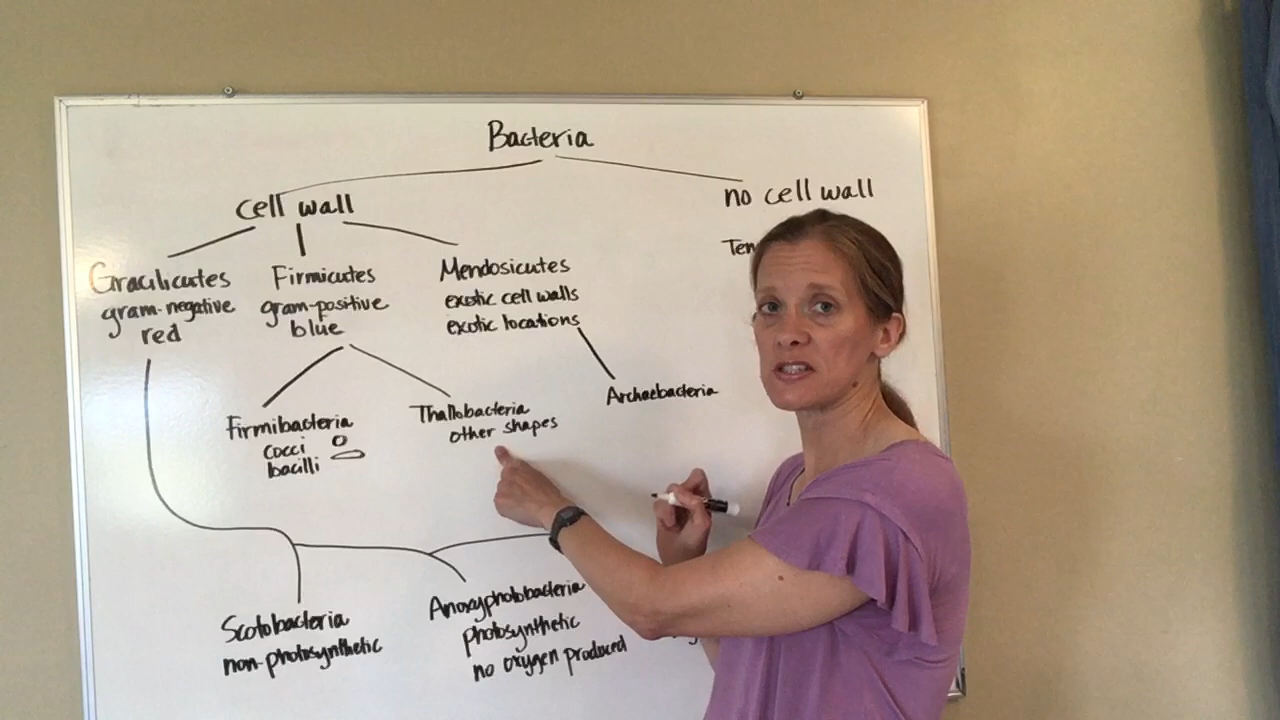 Bacteria
cell wall
no cell wall
Gracilicutes
gram-negative
red
Firmicutes
gram-positive
blue
Mendosicutes
exotic cell walls
exotic locations
Firmibacteria
cocci
bacilli
Thallobacteria
other shapes
Archaebacteria
Scotobacteria
non-photosynthetic
Anoxyphotobacteria
photosynthetic
no oxygen produced